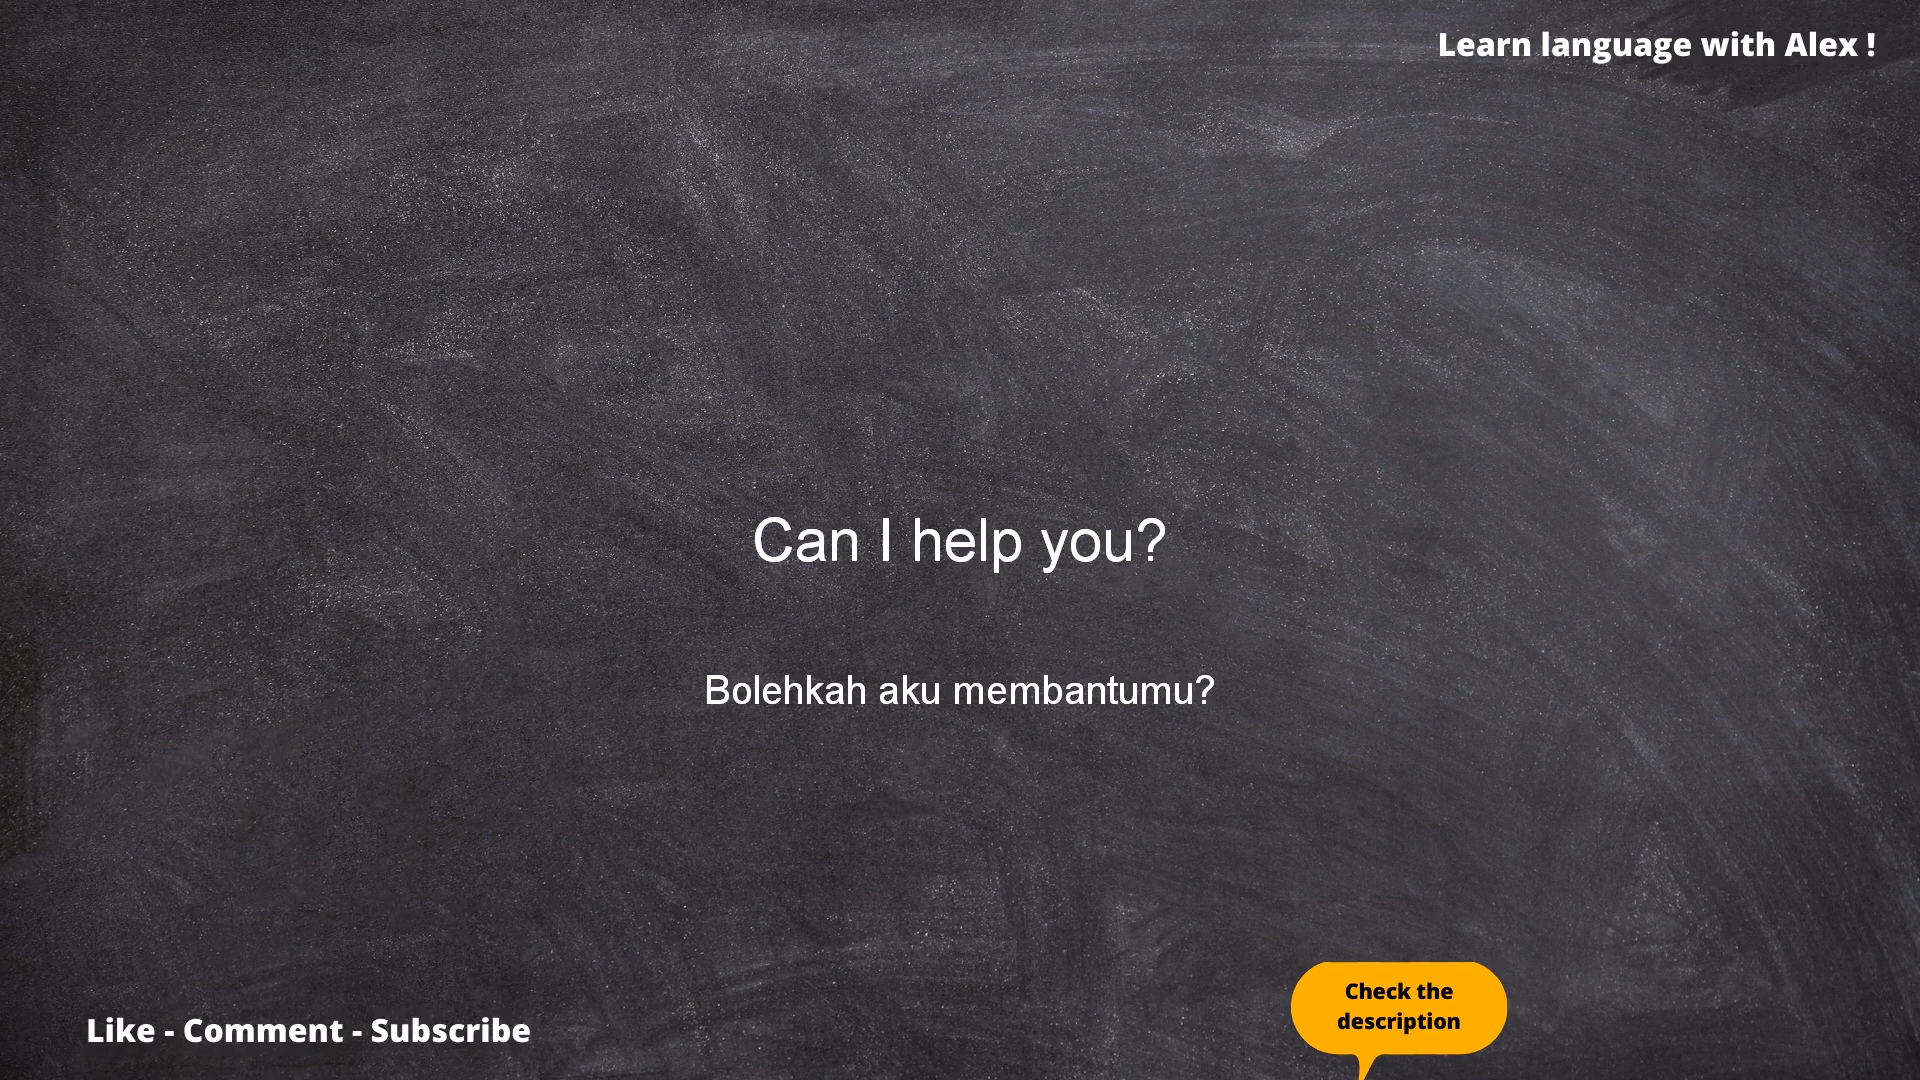 Learn language with Alex !
Can I help you?
Bolehkah aku membantumu?
Check the
description
Like - Comment - Subscribe